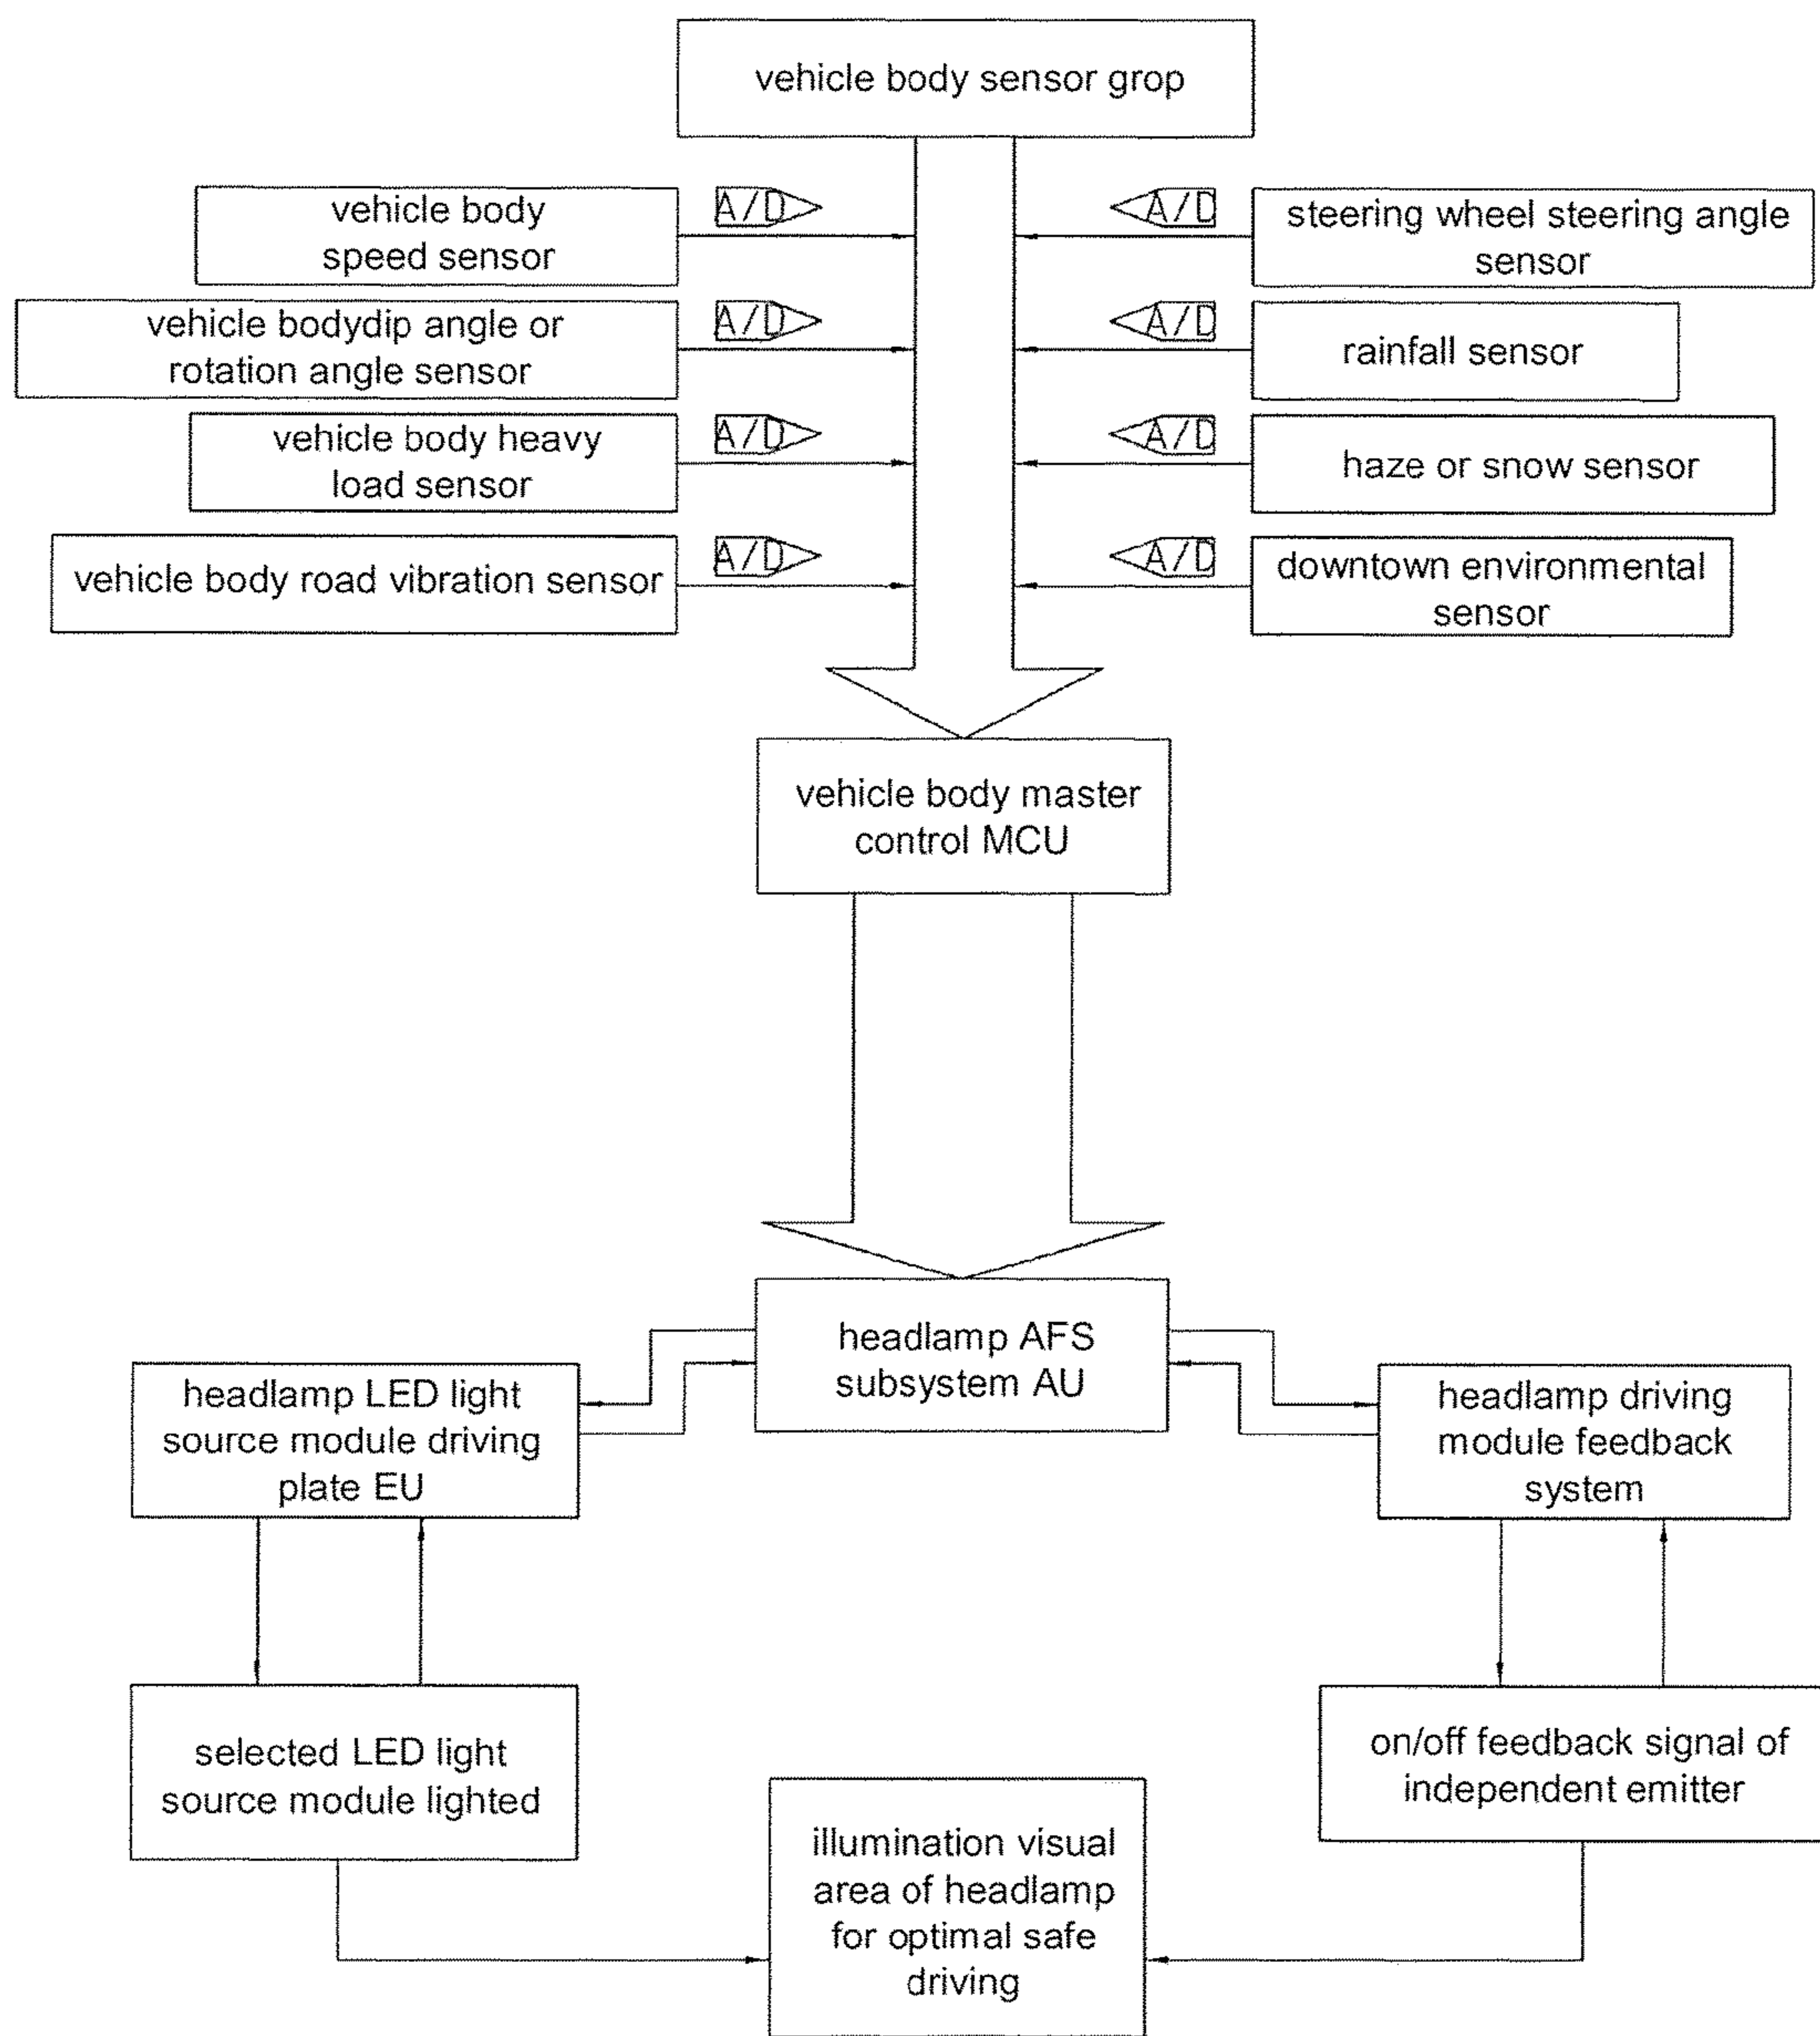 vehicle body sensor grop
vehicle body
speed sensor
A/D
A/D
steering wheel steering angle
sensor
vehicle bodydip angle or
rotation angle sensor
A/D
A/D
rainfall sensor
vehicle body heavy
load sensor
A/D
A/D
haze or snow sensor
vehicle body road vibration sensor
A/D
A/D
downtown environmental
sensor
vehicle body master
control MCU
headlamp AFS
subsystem AU
headlamp LED light
source module driving
plate EU
headlamp driving
module feedback
system
selected LED light
source module lighted
on/off feedback signal of
independent emitter
illumination visual
area of headlamp
for optimal safe
driving